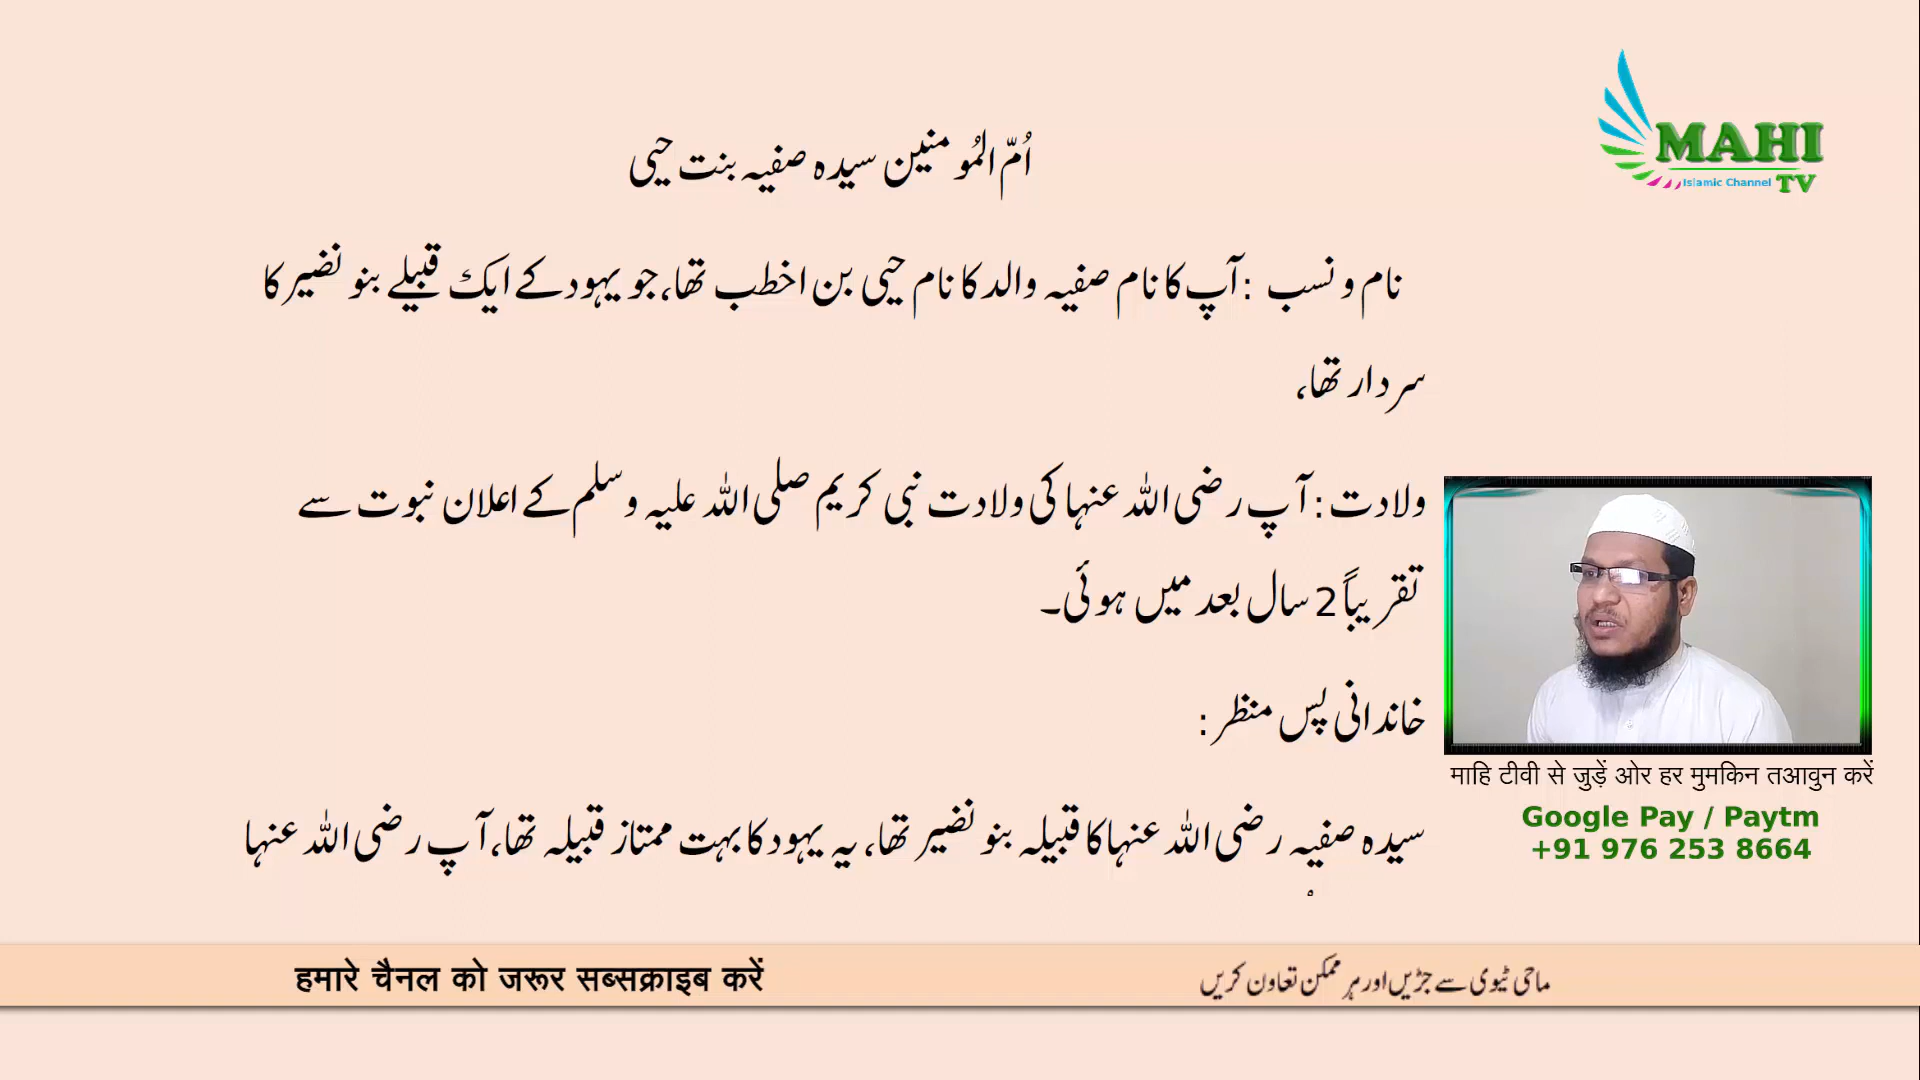 اُمّ المُومنین سیدہ صفیہ بنت حیی
MAHI
Islamic Channel TV
نام و نسب :آپ کا نام صفیہ والد کا نام حیی بن اخطب تھا،جو یہود کے ایک قبیلے بنو نضیر کا
سردار تھا،
ولادت: آپ رضی اللہ عنہا کی ولادت نبی کریم صلی اللہ علیہ وسلم کے اعلان نبوت سے
تقریباً 2 سال بعد میں ہوئی۔
خاندانی پس منظر :
سیدہ صفیہ رضی اللہ عنہا کا قبیلہ بنو نضیر تھا، یہ یہود کا بہت ممتاز قبیلہ تھا،آپ رضی اللہ عنہا
माहि टीवी से जुड़ें ओर हर मुमकिन तआवुन करें
Google Pay / Paytm
+91 976 253 8664
हमारे चैनल को जरूर सब्सक्राइब करें
ماحی ٹیوی سے جڑیں اور ہر ممکن تعاون کریں